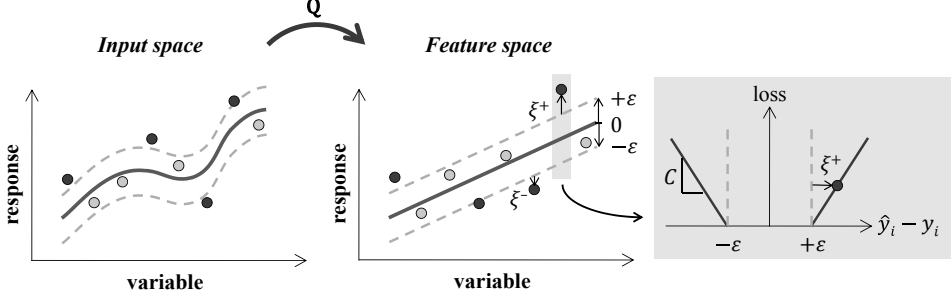 Q
Input space
response
variable
Feature space
response
variable
ξ⁺
ξ⁻
+ε
0
−ε
loss
C
ξ⁺
−ε
+ε
ŷᵢ − yᵢ